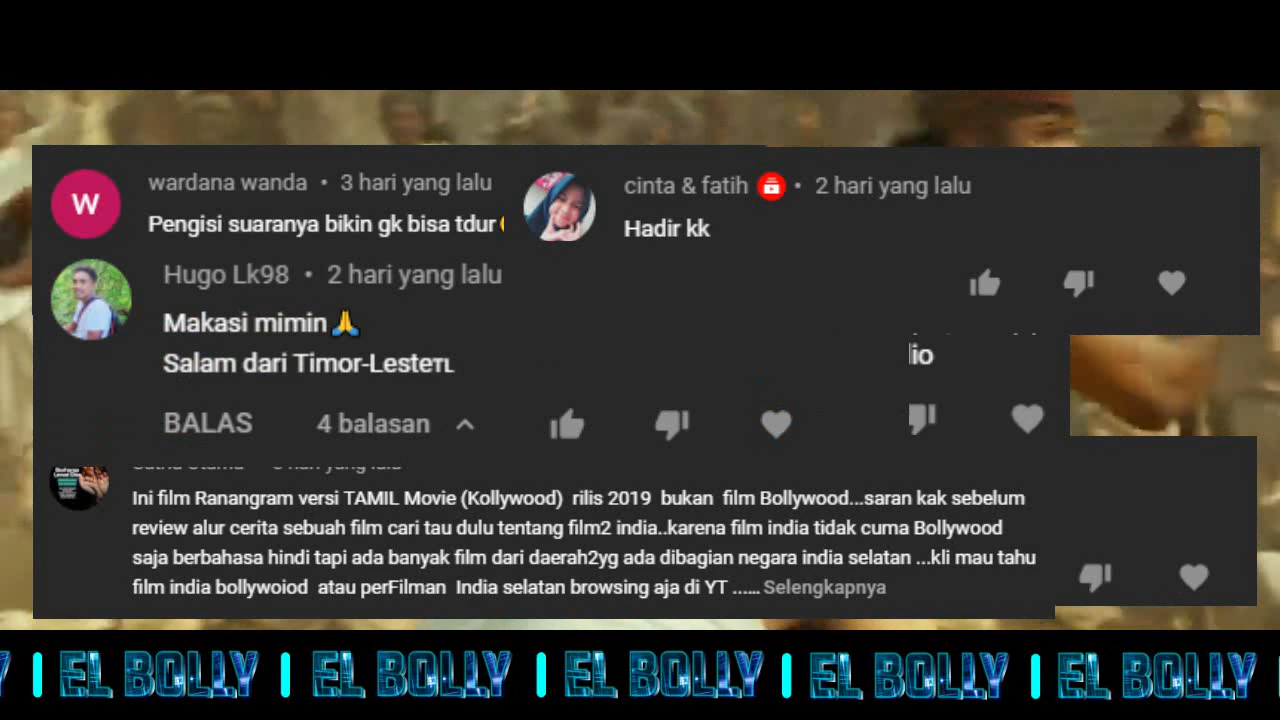 W
wardana wanda • 3 hari yang lalu
Pengisi suaranya bikin gk bisa tdur
cinta & fatih • 2 hari yang lalu
Hadir kk
Hugo Lk98 • 2 hari yang lalu
Makasi mimin🙏
Salam dari Timor-Lesteᴛʟ
lio
BALAS 4 balasan
Ini film Ranangram versi TAMIL Movie (Kollywood) rilis 2019 bukan film Bollywood...saran kak sebelum
review alur cerita sebuah film cari tau dulu tentang film2 india..karena film india tidak cuma Bollywood
saja berbahasa hindi tapi ada banyak film dari daerah2yg ada dibagian negara india selatan ...kli mau tahu
film india bollywoiod atau perFilman India selatan browsing aja di YT ...... Selengkapnya
EL BOLLY | EL BOLLY | EL BOLLY | EL BOLLY | EL BOLLY